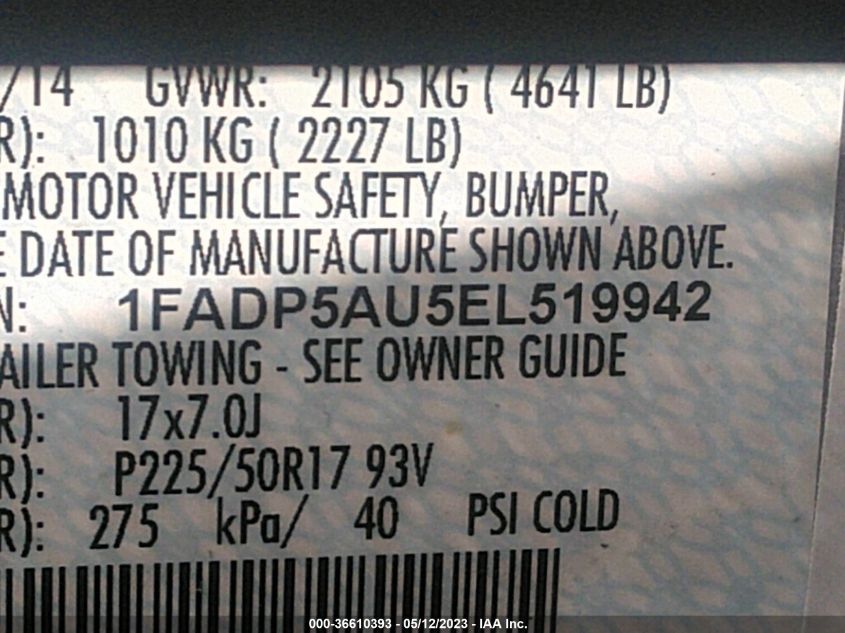 /14 GVWR: 2105 KG ( 4641 LB)
R): 1010 KG ( 2227 LB)
MOTOR VEHICLE SAFETY, BUMPER,
E DATE OF MANUFACTURE SHOWN ABOVE.
N: 1FADP5AU5EL519942
AILER TOWING - SEE OWNER GUIDE
R): 17x7.0J
R): P225/50R17 93V
R): 275 kPa/ 40 PSI COLD
000-36610393 - 05/12/2023 - IAA Inc.